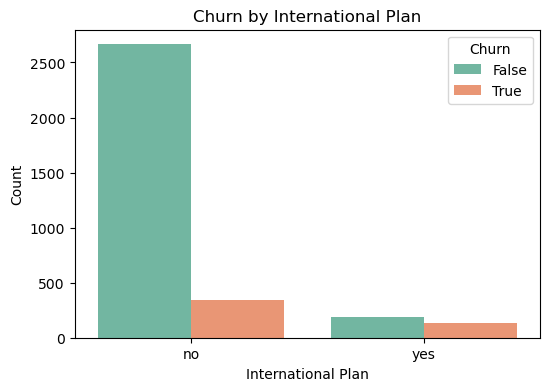 Churn by International Plan
Churn
False
True
Count
2500
2000
1500
1000
500
0
no
yes
International Plan